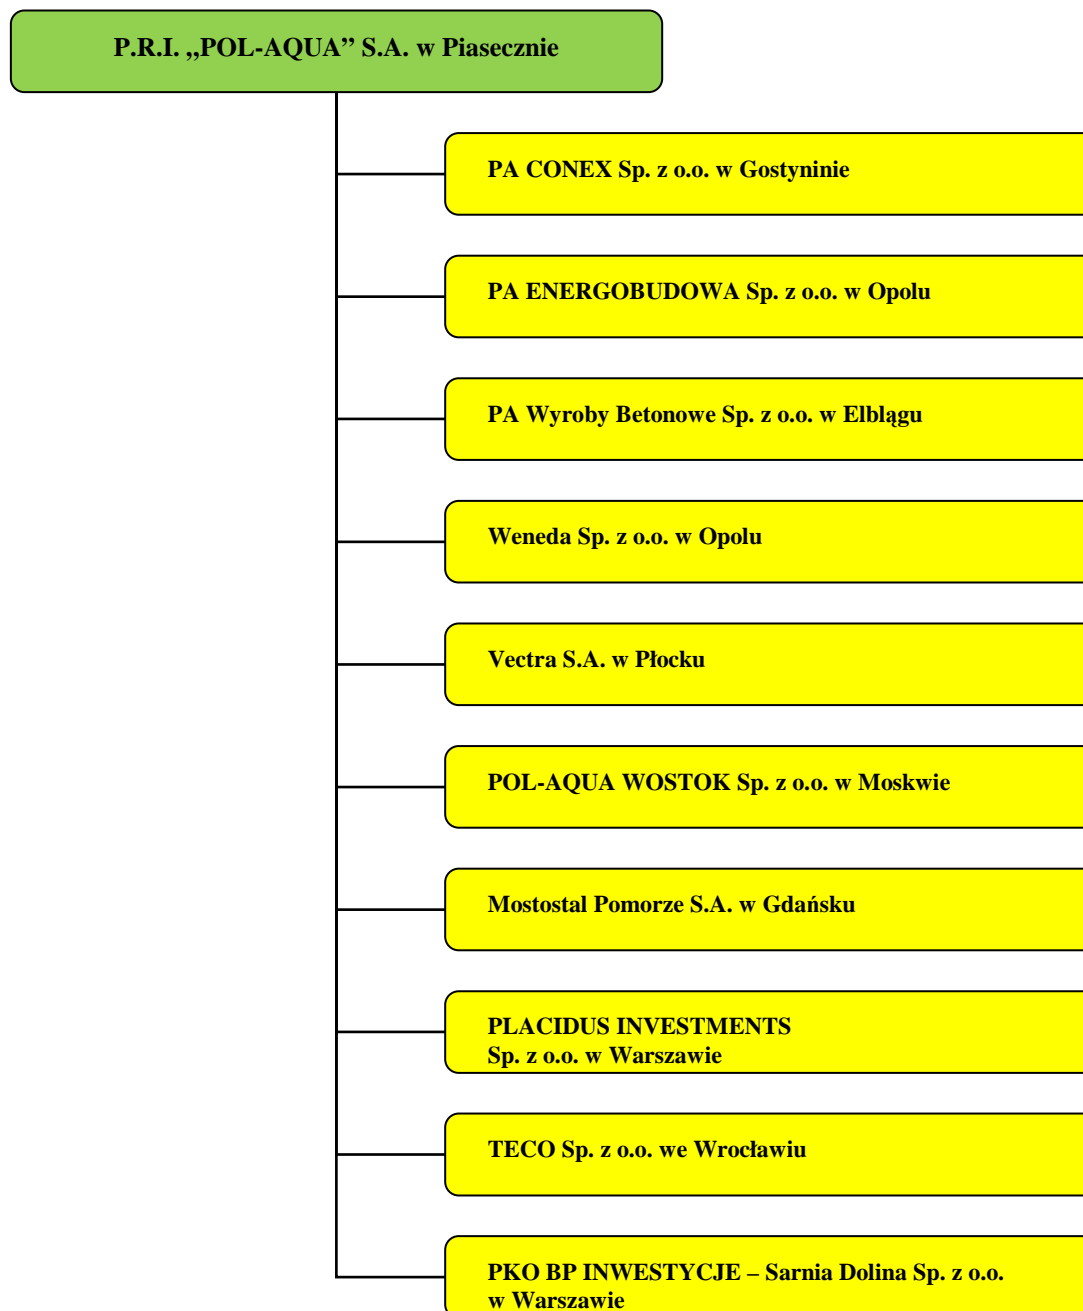 P.R.I. „POL-AQUA” S.A. w Piasecznie
PA CONEX Sp. z o.o. w Gostyninie
PA ENERGOBUDOWA Sp. z o.o. w Opolu
PA Wyroby Betonowe Sp. z o.o. w Elblągu
Weneda Sp. z o.o. w Opolu
Vectra S.A. w Płocku
POL-AQUA WOSTOK Sp. z o.o. w Moskwie
Mostostal Pomorze S.A. w Gdańsku
PLACIDUS INVESTMENTS
Sp. z o.o. w Warszawie
TECO Sp. z o.o. we Wrocławiu
PKO BP INWESTYCJE – Sarnia Dolina Sp. z o.o.
w Warszawie